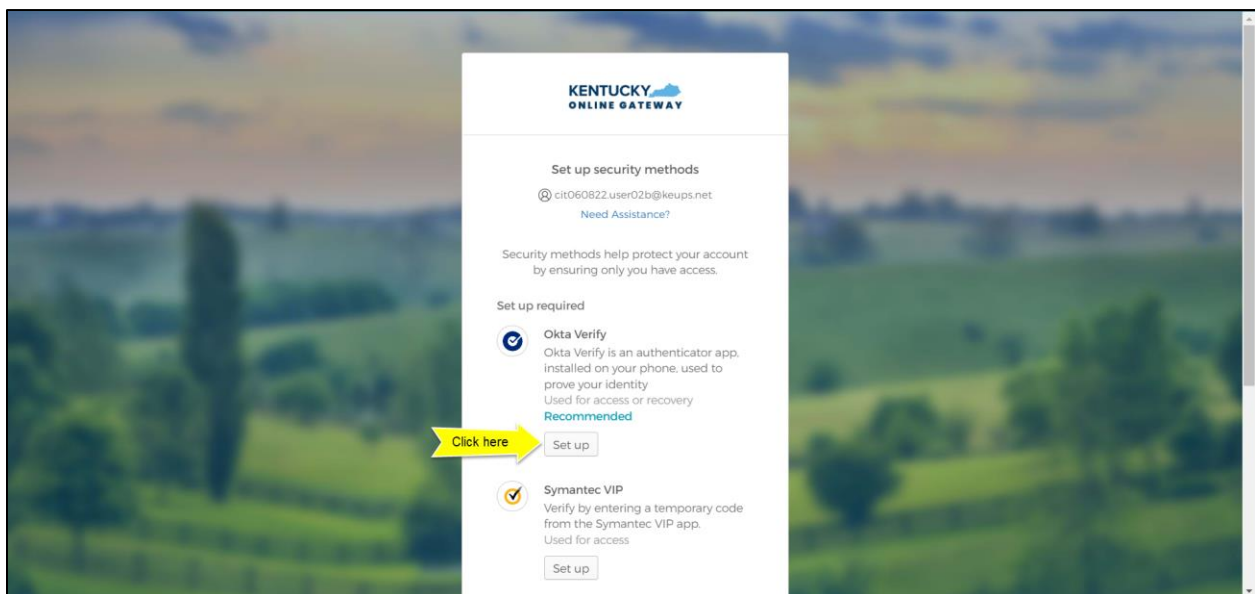 KENTUCKY
ONLINE GATEWAY
Set up security methods
cit060822.user02b@keups.net
Need Assistance?
Security methods help protect your account
by ensuring only you have access.
Set up required
Okta Verify
Okta Verify is an authenticator app,
installed on your phone, used to
prove your identity
Used for access or recovery
Recommended
Click here
Set up
Symantec VIP
Verify by entering a temporary code
from the Symantec VIP app.
Used for access
Set up